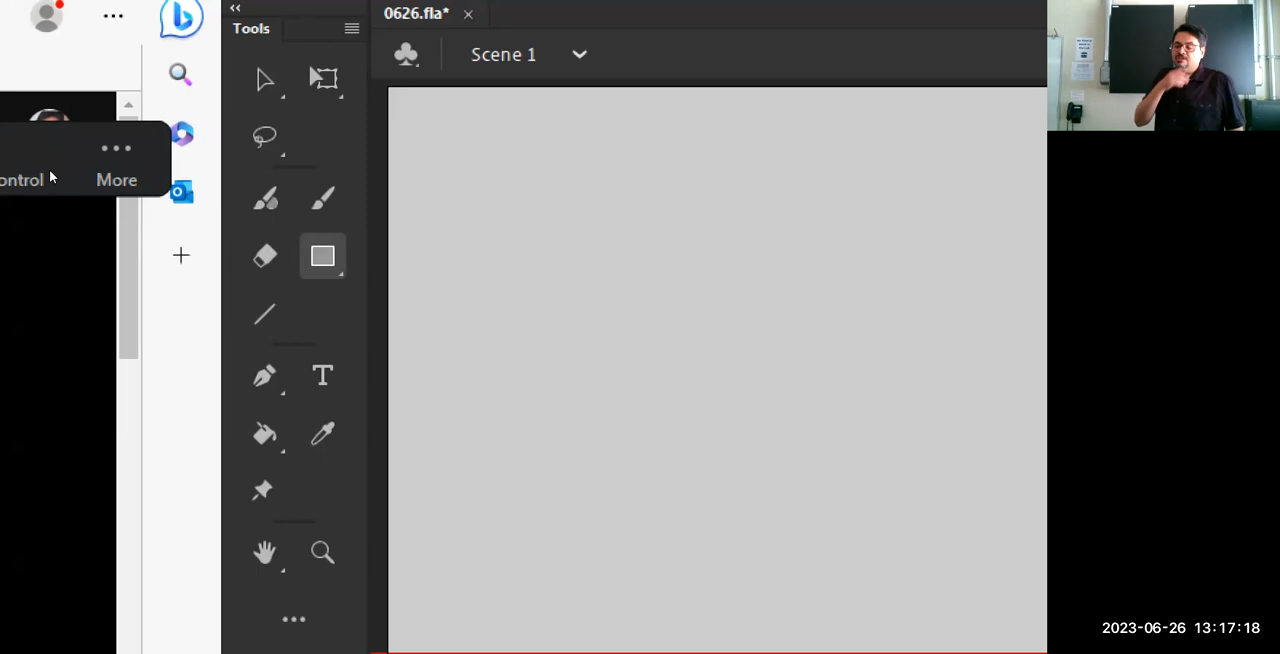 Tools
0626.fla*
Scene 1
ontrol
More
2023-06-26 13:17:18